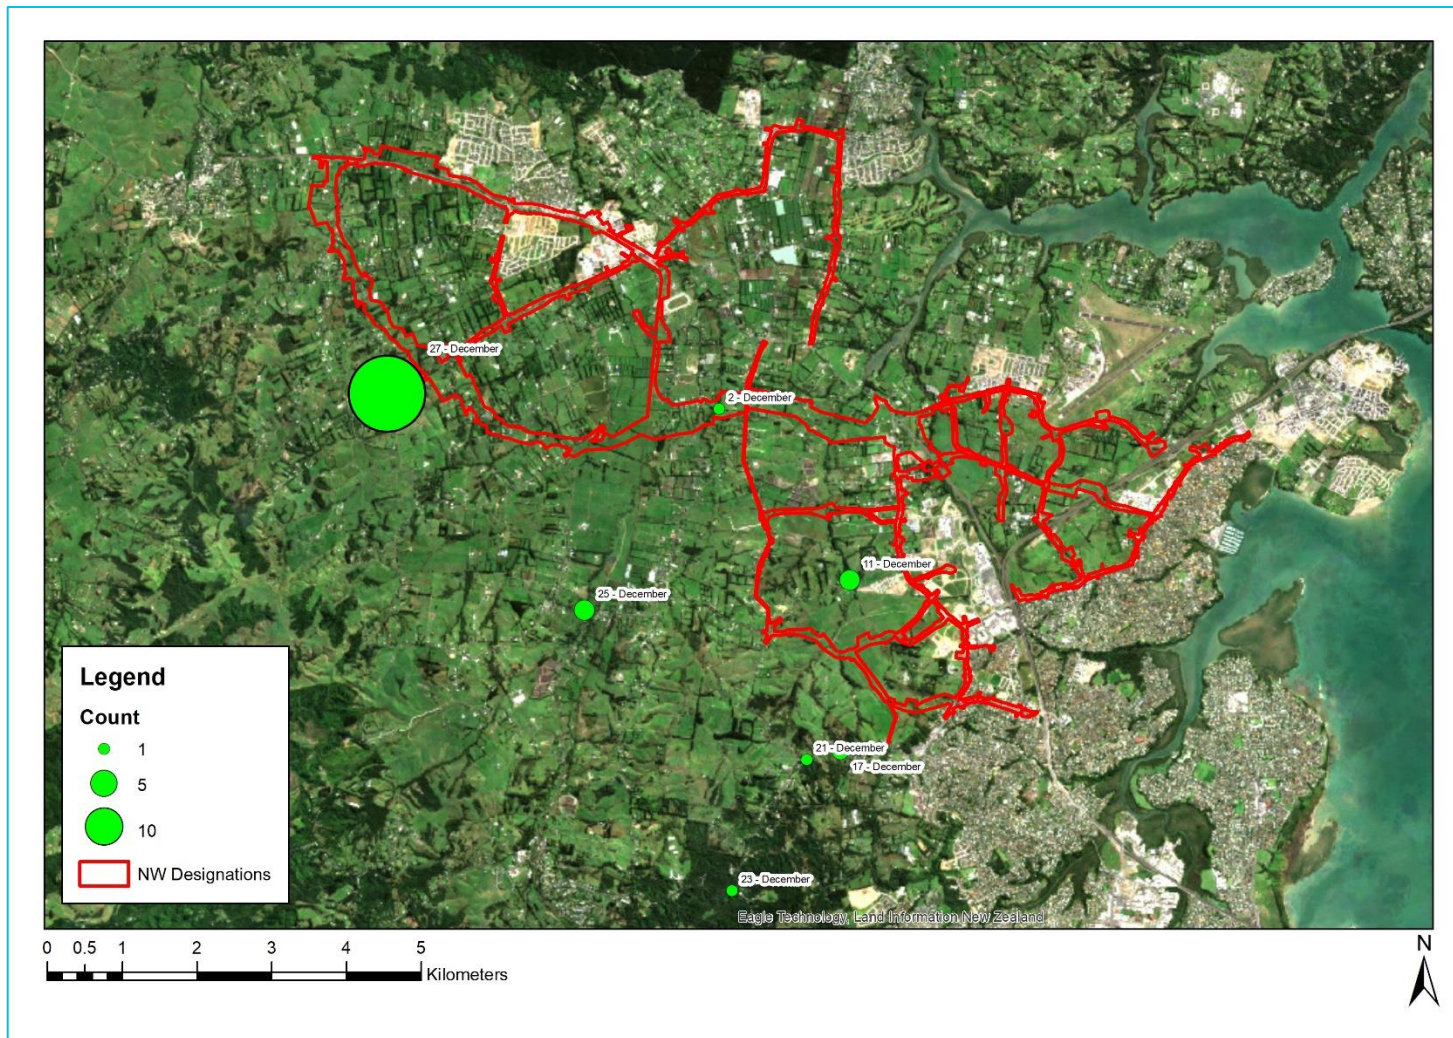 27 - December
2 - December
11 - December
25 - December
21 - December
17 - December
23 - December
Legend
Count
1
5
10
NW Designations
Eagle Technology, Land Information New Zealand
0 0.5 1 2 3 4 5
Kilometers
N